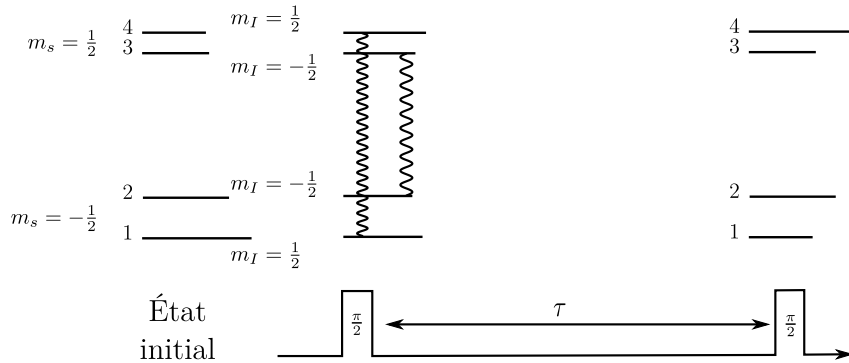 4
3
m_s = 1/2
2
1
m_s = -1/2
m_I = 1/2
m_I = -1/2
m_I = -1/2
m_I = 1/2
4
3
2
1
État
initial
π/2
τ
π/2